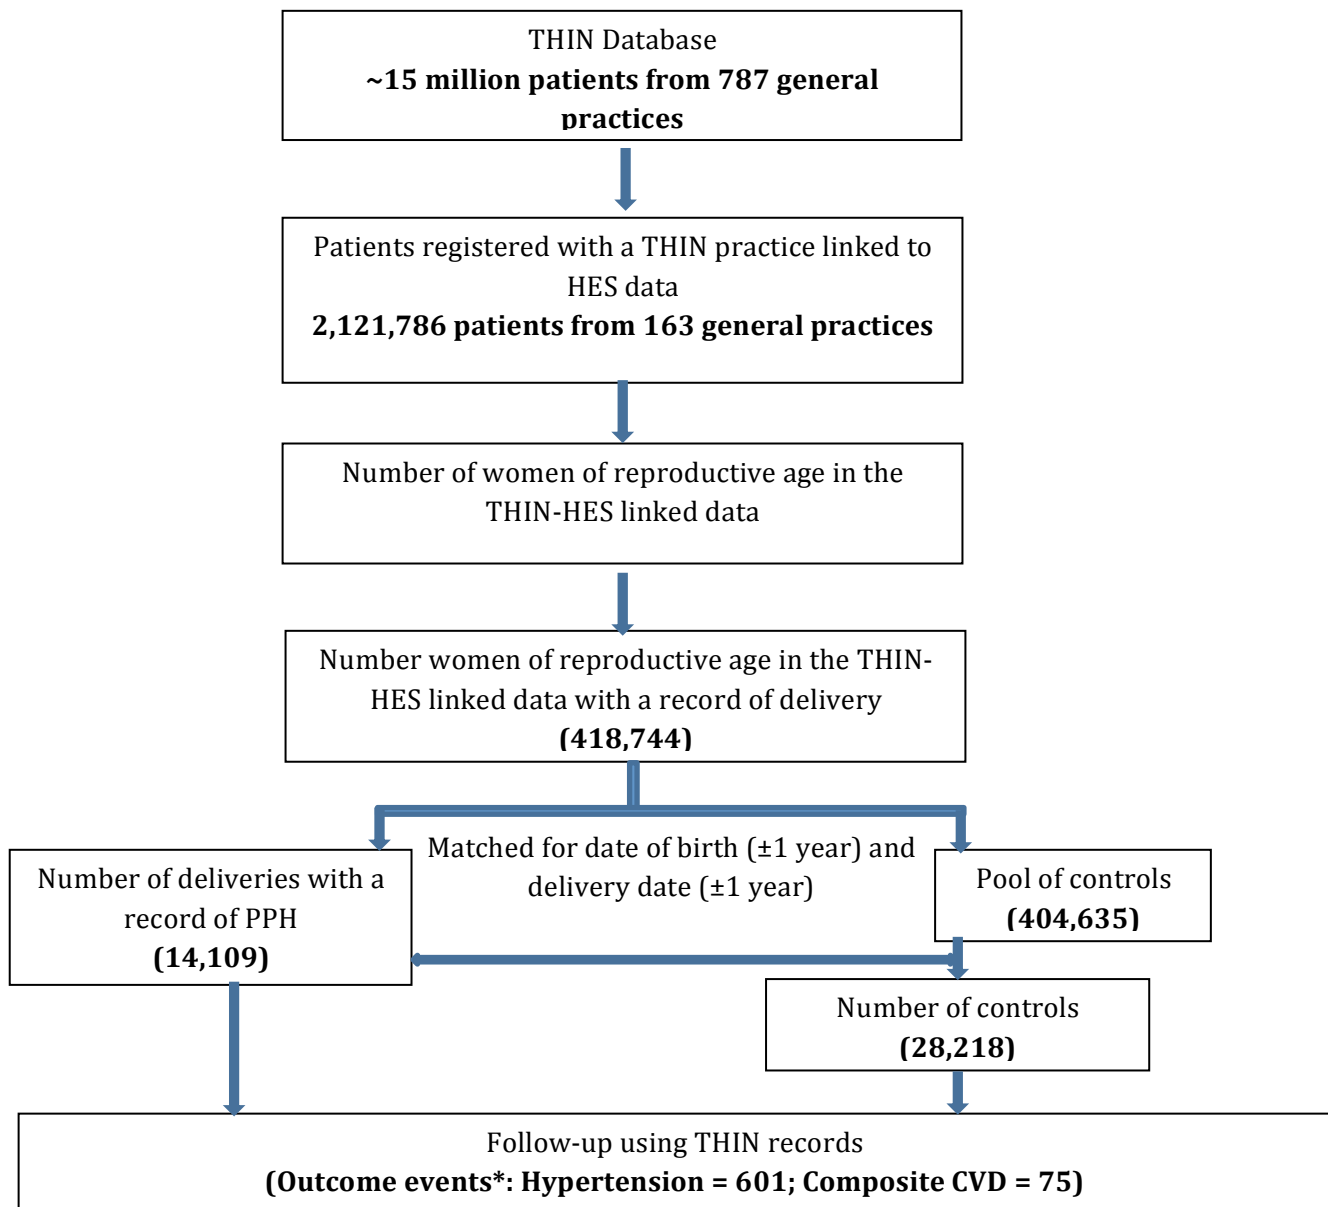 THIN Database
~15 million patients from 787 general
practices
Patients registered with a THIN practice linked to
HES data
2,121,786 patients from 163 general practices
Number of women of reproductive age in the
THIN-HES linked data
Number women of reproductive age in the THIN-
HES linked data with a record of delivery
(418,744)
Matched for date of birth (±1 year) and
delivery date (±1 year)
Number of deliveries with a
record of PPH
(14,109)
Pool of controls
(404,635)
Number of controls
(28,218)
Follow-up using THIN records
(Outcome events*: Hypertension = 601; Composite CVD = 75)